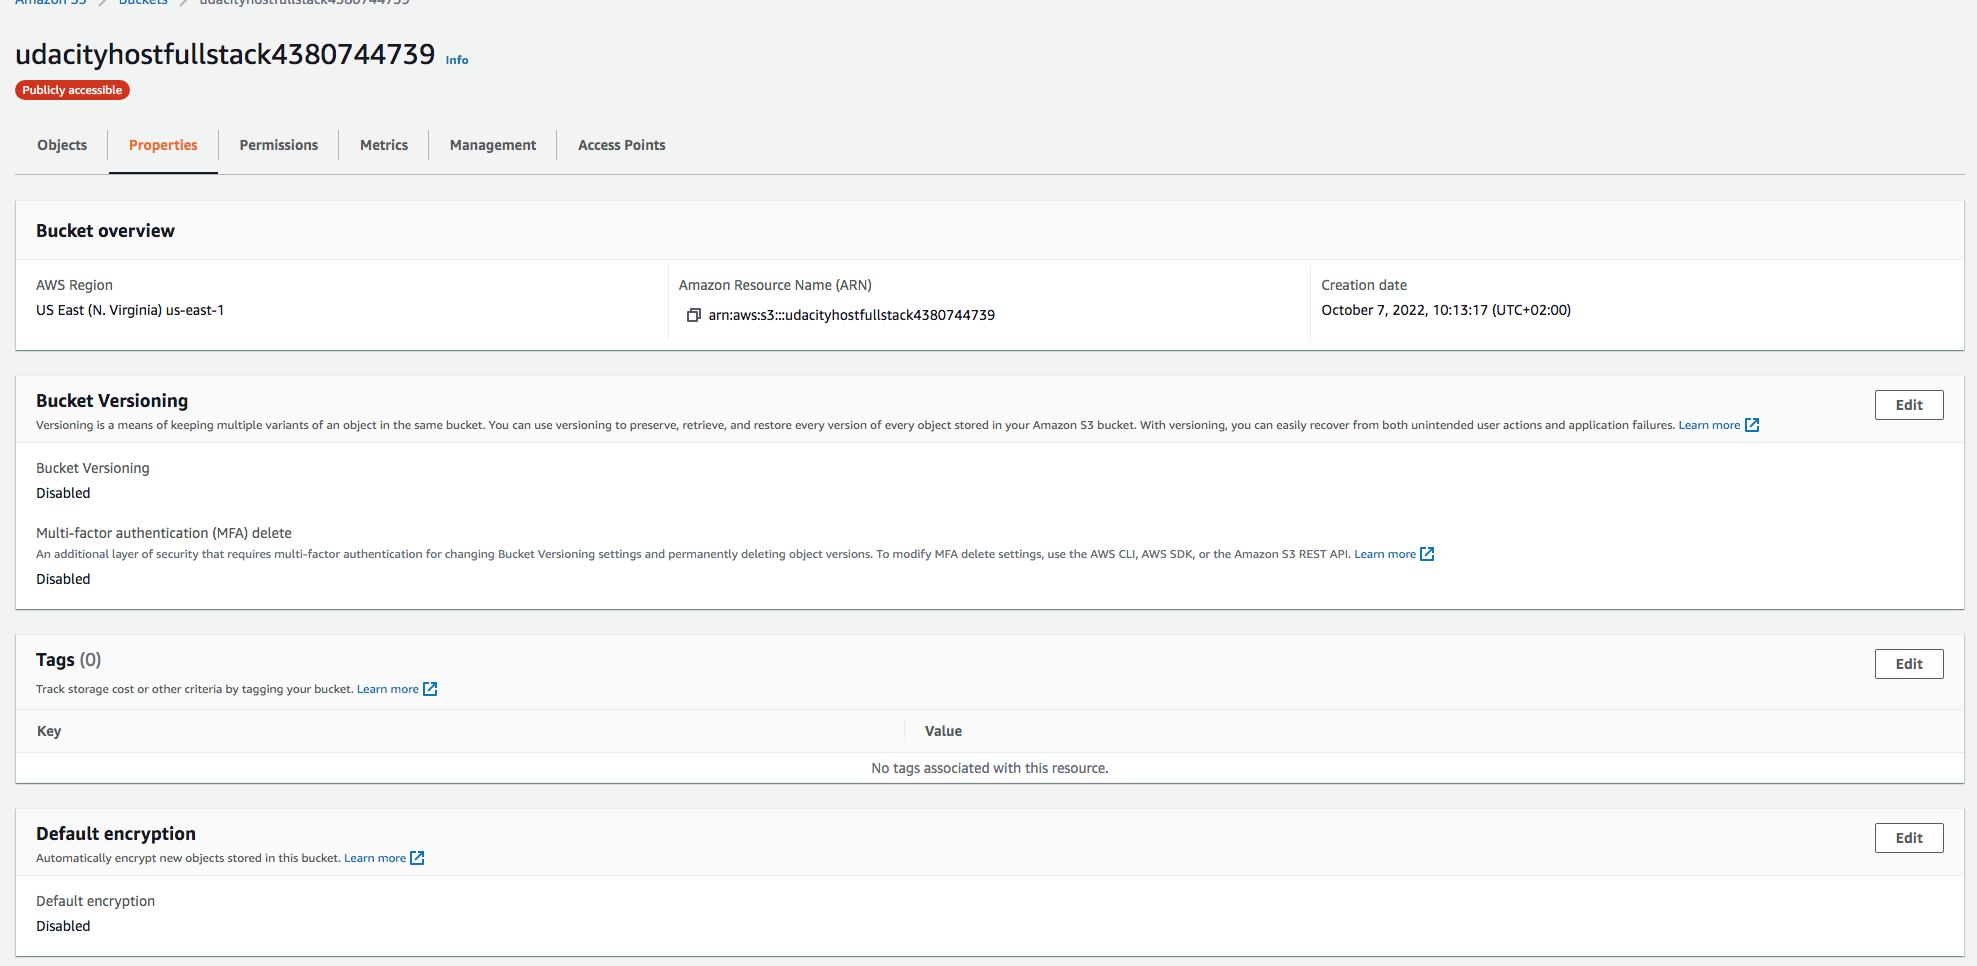 Amazon S3 > Buckets > udacityhostfullstack4380744739
udacityhostfullstack4380744739 Info
Publicly accessible
Objects Properties Permissions Metrics Management Access Points
Bucket overview
AWS Region
US East (N. Virginia) us-east-1
Amazon Resource Name (ARN)
arn:aws:s3:::udacityhostfullstack4380744739
Creation date
October 7, 2022, 10:13:17 (UTC+02:00)
Bucket Versioning
Edit
Versioning is a means of keeping multiple variants of an object in the same bucket. You can use versioning to preserve, retrieve, and restore every version of every object stored in your Amazon S3 bucket. With versioning, you can easily recover from both unintended user actions and application failures. Learn more
Bucket Versioning
Disabled
Multi-factor authentication (MFA) delete
An additional layer of security that requires multi-factor authentication for changing Bucket Versioning settings and permanently deleting object versions. To modify MFA delete settings, use the AWS CLI, AWS SDK, or the Amazon S3 REST API. Learn more
Disabled
Tags (0)
Edit
Track storage cost or other criteria by tagging your bucket. Learn more
Key Value
No tags associated with this resource.
Default encryption
Edit
Automatically encrypt new objects stored in this bucket. Learn more
Default encryption
Disabled